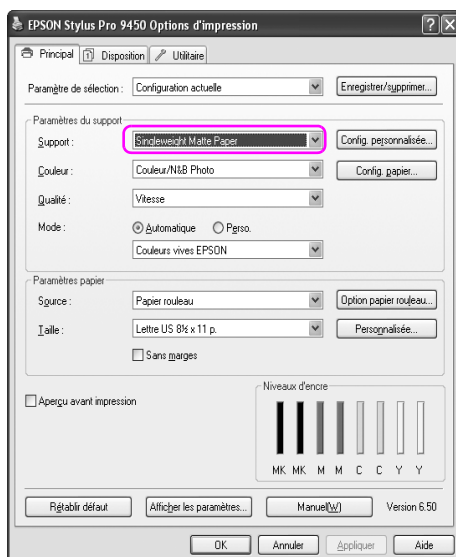 EPSON Stylus Pro 9450 Options d'impression
Principal Disposition Utilitaire
Paramètre de sélection : Configuration actuelle Enregistrer/supprimer...
Paramètres du support
Support : Singleweight Matte Paper Config. personnalisée...
Couleur : Couleur/N&B Photo Config. papier...
Qualité : Vitesse
Mode : Automatique Perso.
Couleurs vives EPSON
Paramètres papier
Source : Papier rouleau Option papier rouleau...
Taille : Lettre US 8½ x 11 p. Personnalisée...
Sans marges
Aperçu avant impression
Niveaux d'encre
MK MK M M C C Y Y
Rétablir défaut Afficher les paramètres... Manuel(W) Version 6.50
OK Annuler Appliquer Aide